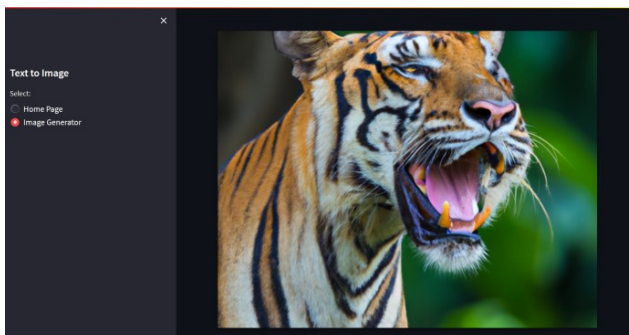 Text to Image
Select:
Home Page
Image Generator